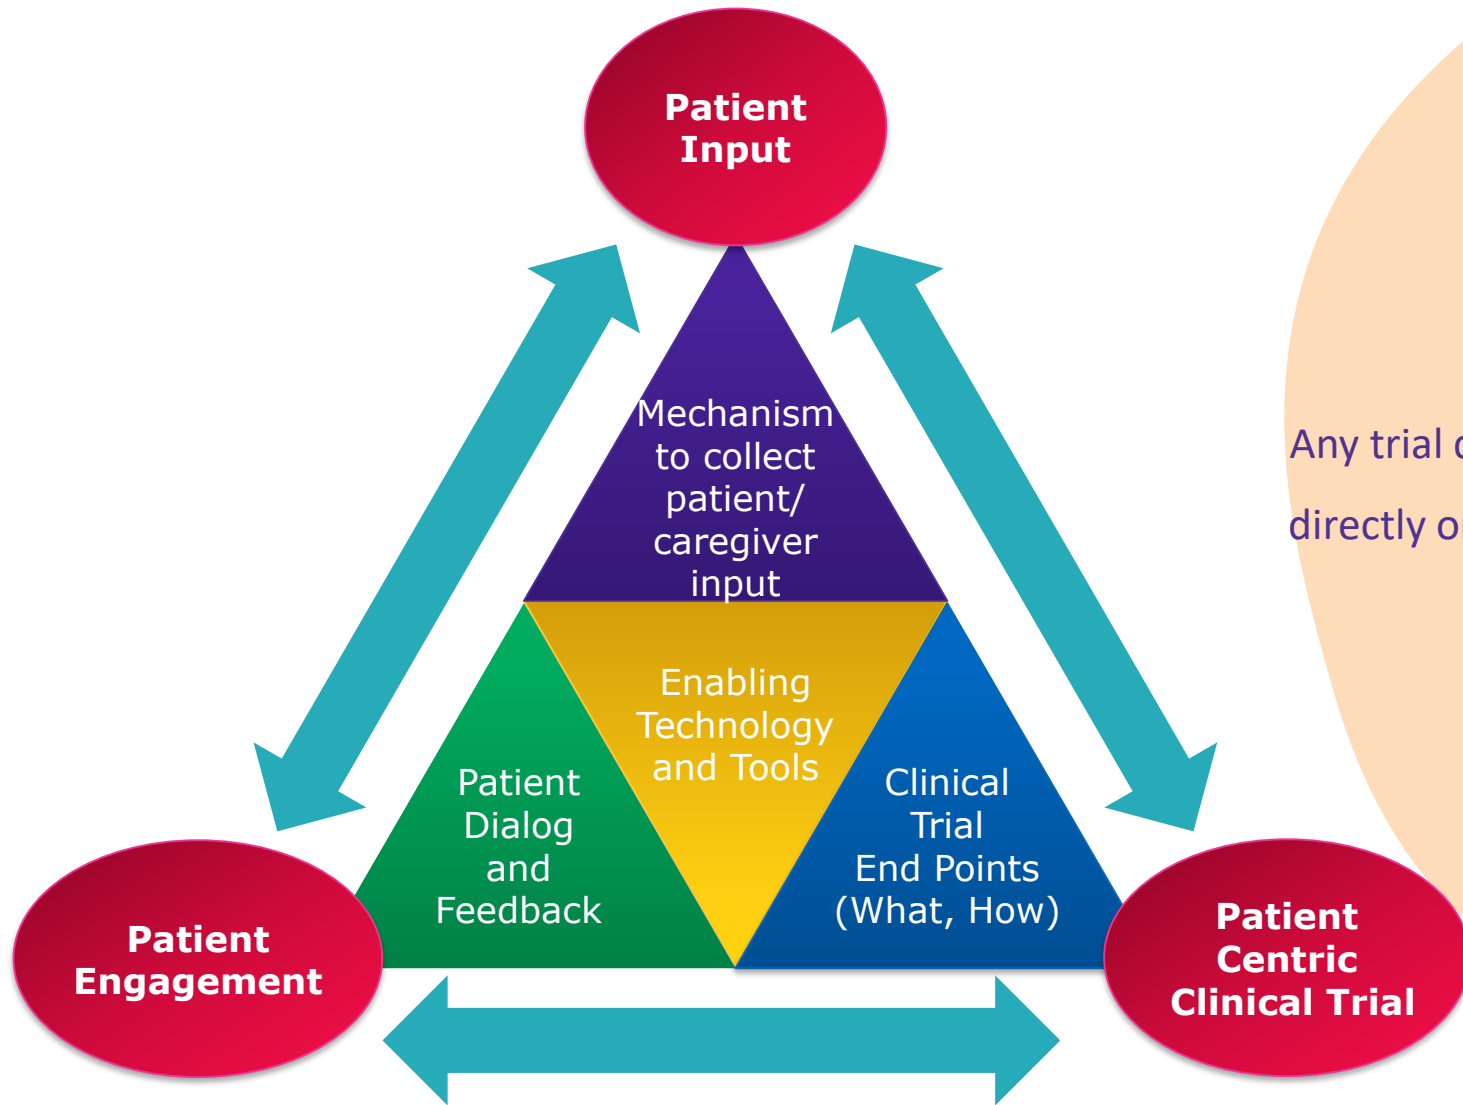 Patient
Input
Mechanism
to collect
patient/
caregiver
input
Enabling
Technology
and Tools
Patient
Dialog
and
Feedback
Clinical
Trial
End Points
(What, How)
Patient
Engagement
Patient
Centric
Clinical Trial
Any trial
directly